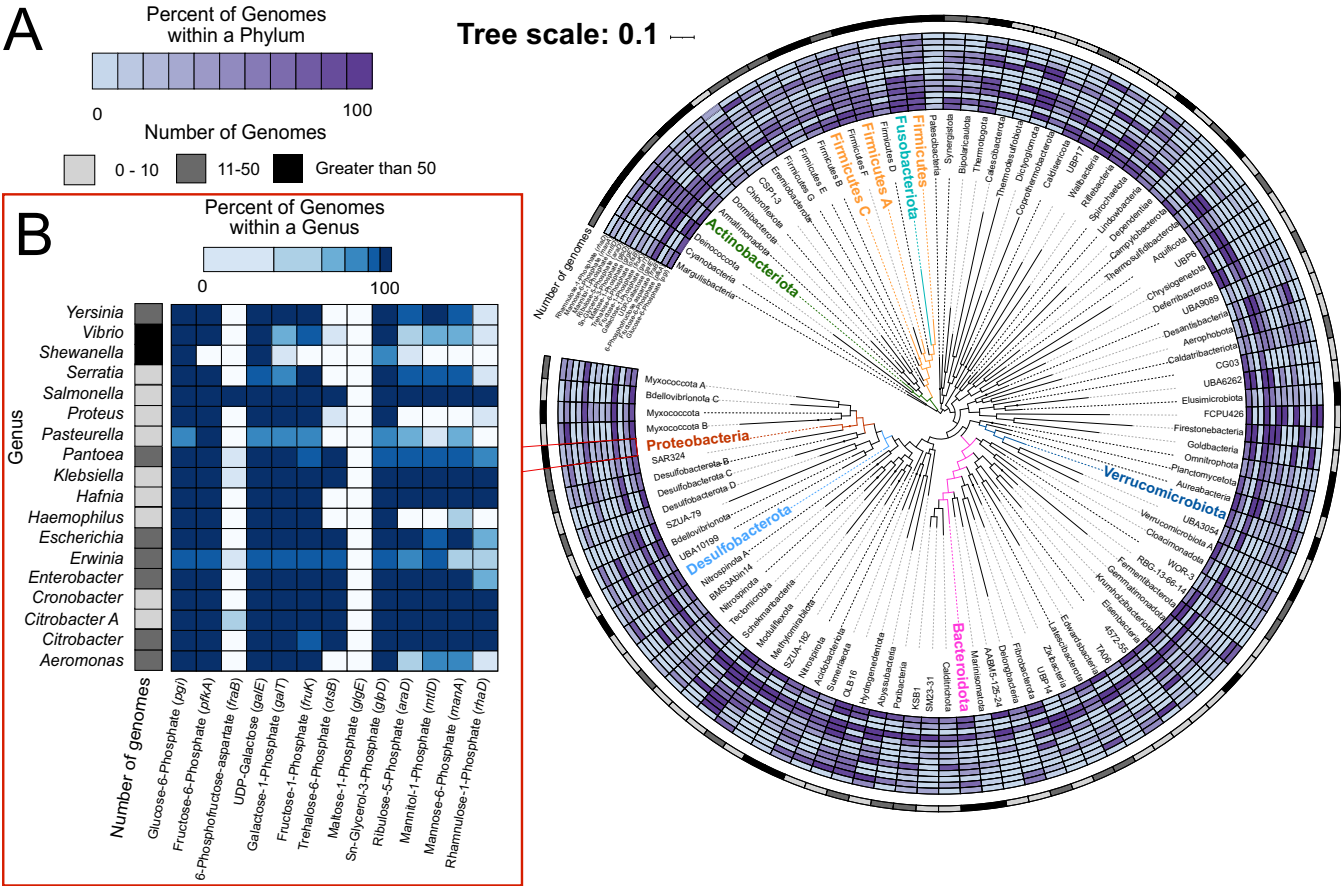 A
Percent of Genomes
within a Phylum
0
100
Number of Genomes
0 - 10
11-50
Greater than 50
Tree scale: 0.1
B
Percent of Genomes
within a Genus
0
100
Genus
Yersinia
Vibrio
Shewanella
Serratia
Salmonella
Proteus
Pasteurella
Pantoea
Klebsiella
Hafnia
Haemophilus
Escherichia
Erwinia
Enterobacter
Cronobacter
Citrobacter A
Citrobacter
Aeromonas
Number of genomes
Glucose-6-Phosphate (pgi)
Fructose-6-Phosphate (pfkA)
6-Phosphofructose-aspartate (fraB)
UDP-Galactose (galE)
Galactose-1-Phosphate (galT)
Fructose-1-Phosphate (fruK)
Trehalose-6-Phosphate (otsB)
Maltose-1-Phosphate (glgE)
Sn-Glycerol-3-Phosphate (glpD)
Ribulose-5-Phosphate (araD)
Mannitol-1-Phosphate (mtlD)
Mannose-6-Phosphate (manA)
Rhamnulose-1-Phosphate (rhaD)
Number of genomes
Margulisbacteria
Cyanobacteria
Deinococcota
Actinobacteriota
Armatimonadota
Dormibacterota
Chloroflexota
CSP1-3
Eremiobacterota
Firmicutes G
Firmicutes E
Firmicutes B
Firmicutes C
Firmicutes F
Firmicutes A
Firmicutes D
Fusobacteriota
Firmicutes
Patesbacteria
Synergistota
Bipolaricaulota
Thermotogota
Calescibacterota
Thermodesulfobiota
Dictyoglomota
Coprothermobacterota
Caldisericota
UBP17
Wallbacteria
Riflebacteria
Spirochaetota
Lindowbacteria
Dependentiae
Campylobacterota
Thermosulfidibacterota
Aquificota
UBP6
Chrysiogenetota
Deferribacterota
UBA9089
Desantisbacteria
Aerophobota
Caldatribacteriota
CG03
UBA6262
Elusimicrobiota
FCPU426
Firestonebacteria
Goldbacteria
Omnitrophota
Planctomycetota
Aureabacteria
Verrucomicrobiota
UBA3054
Verrucomicrobiota A
Cloacimonadota
WOR-3
RBG-13-66-14
Fermentibacterota
Gemmatimonadota
Krumholzibacteriota
Eisenbacteria
4572-55
TA06
Edwardsbacteria
Latescibacterota
Zixibacteria
UBP14
Fibrobacterota
Delongbacteria
AABM5-125-24
Marinisomatota
Bacteroidota
Calditrichota
SM23-31
KSB1
Poribacteria
Abyssubacteria
Hydrogenedentota
OLB16
Sumerlaeota
Acidobacteriota
Nitrospirota
SZUA-182
Methylomirabilota
Moduliflexota
Schekmanbacteria
Tectomicrobia
Nitrospinota
BMS3Abin14
Nitrospinota A
Desulfobacterota
UBA10199
Bdellovibrionota
SZUA-79
Desulfobacterota D
Desulfobacterota C
Desulfobacterota B
SAR324
Proteobacteria
Myxococcota B
Myxococcota
Bdellovibrionota C
Myxococcota A